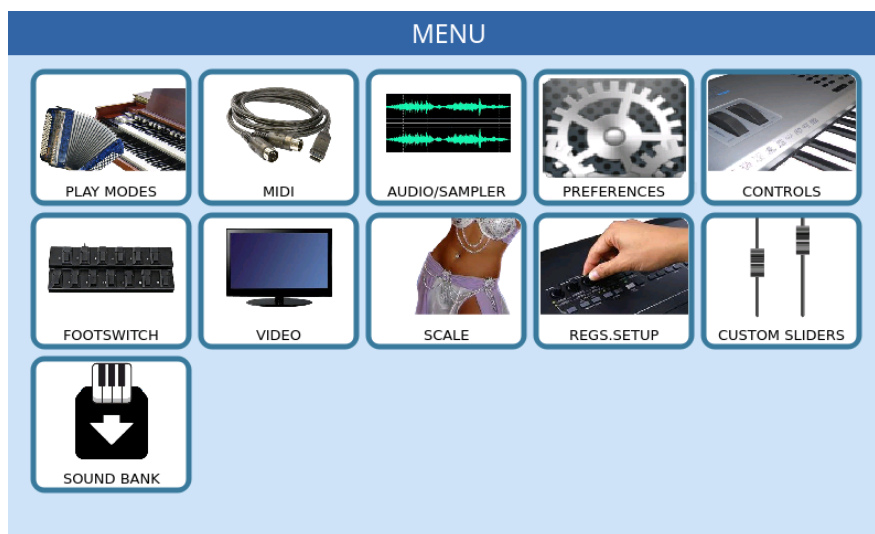 MENU
PLAY MODES
MIDI
AUDIO/SAMPLER
PREFERENCES
CONTROLS
FOOTSWITCH
VIDEO
SCALE
REGS.SETUP
CUSTOM SLIDERS
SOUND BANK